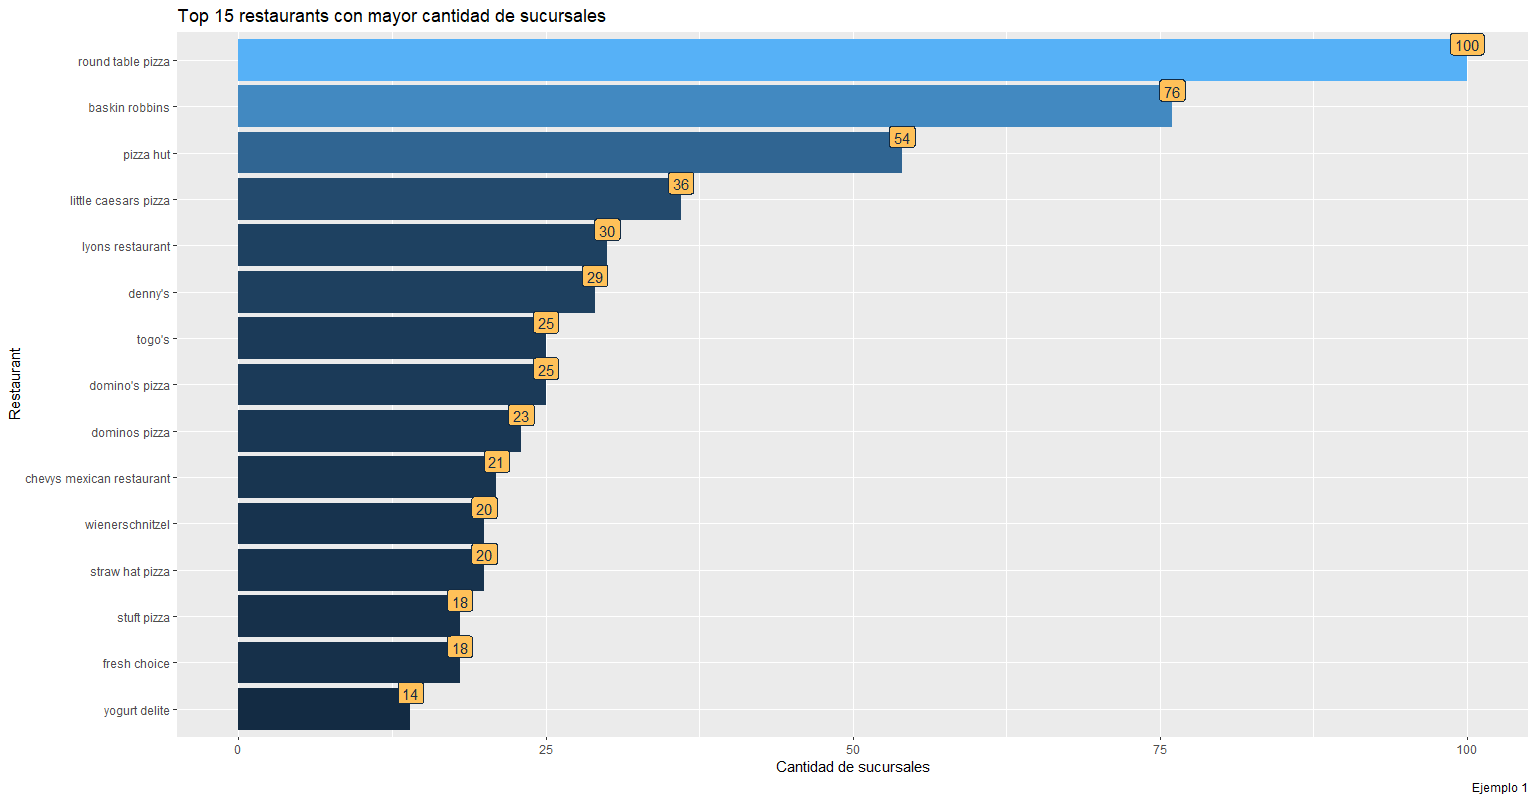 Top 15 restaurants con mayor cantidad de sucursales
Restaurant
round table pizza
100
baskin robbins
76
pizza hut
54
little caesars pizza
36
lyons restaurant
30
denny's
29
togo's
25
domino's pizza
25
dominos pizza
23
chevys mexican restaurant
21
wienerschnitzel
20
straw hat pizza
20
stuft pizza
18
fresh choice
18
yogurt delite
14
0 25 50 75 100
Cantidad de sucursales
Ejemplo 1